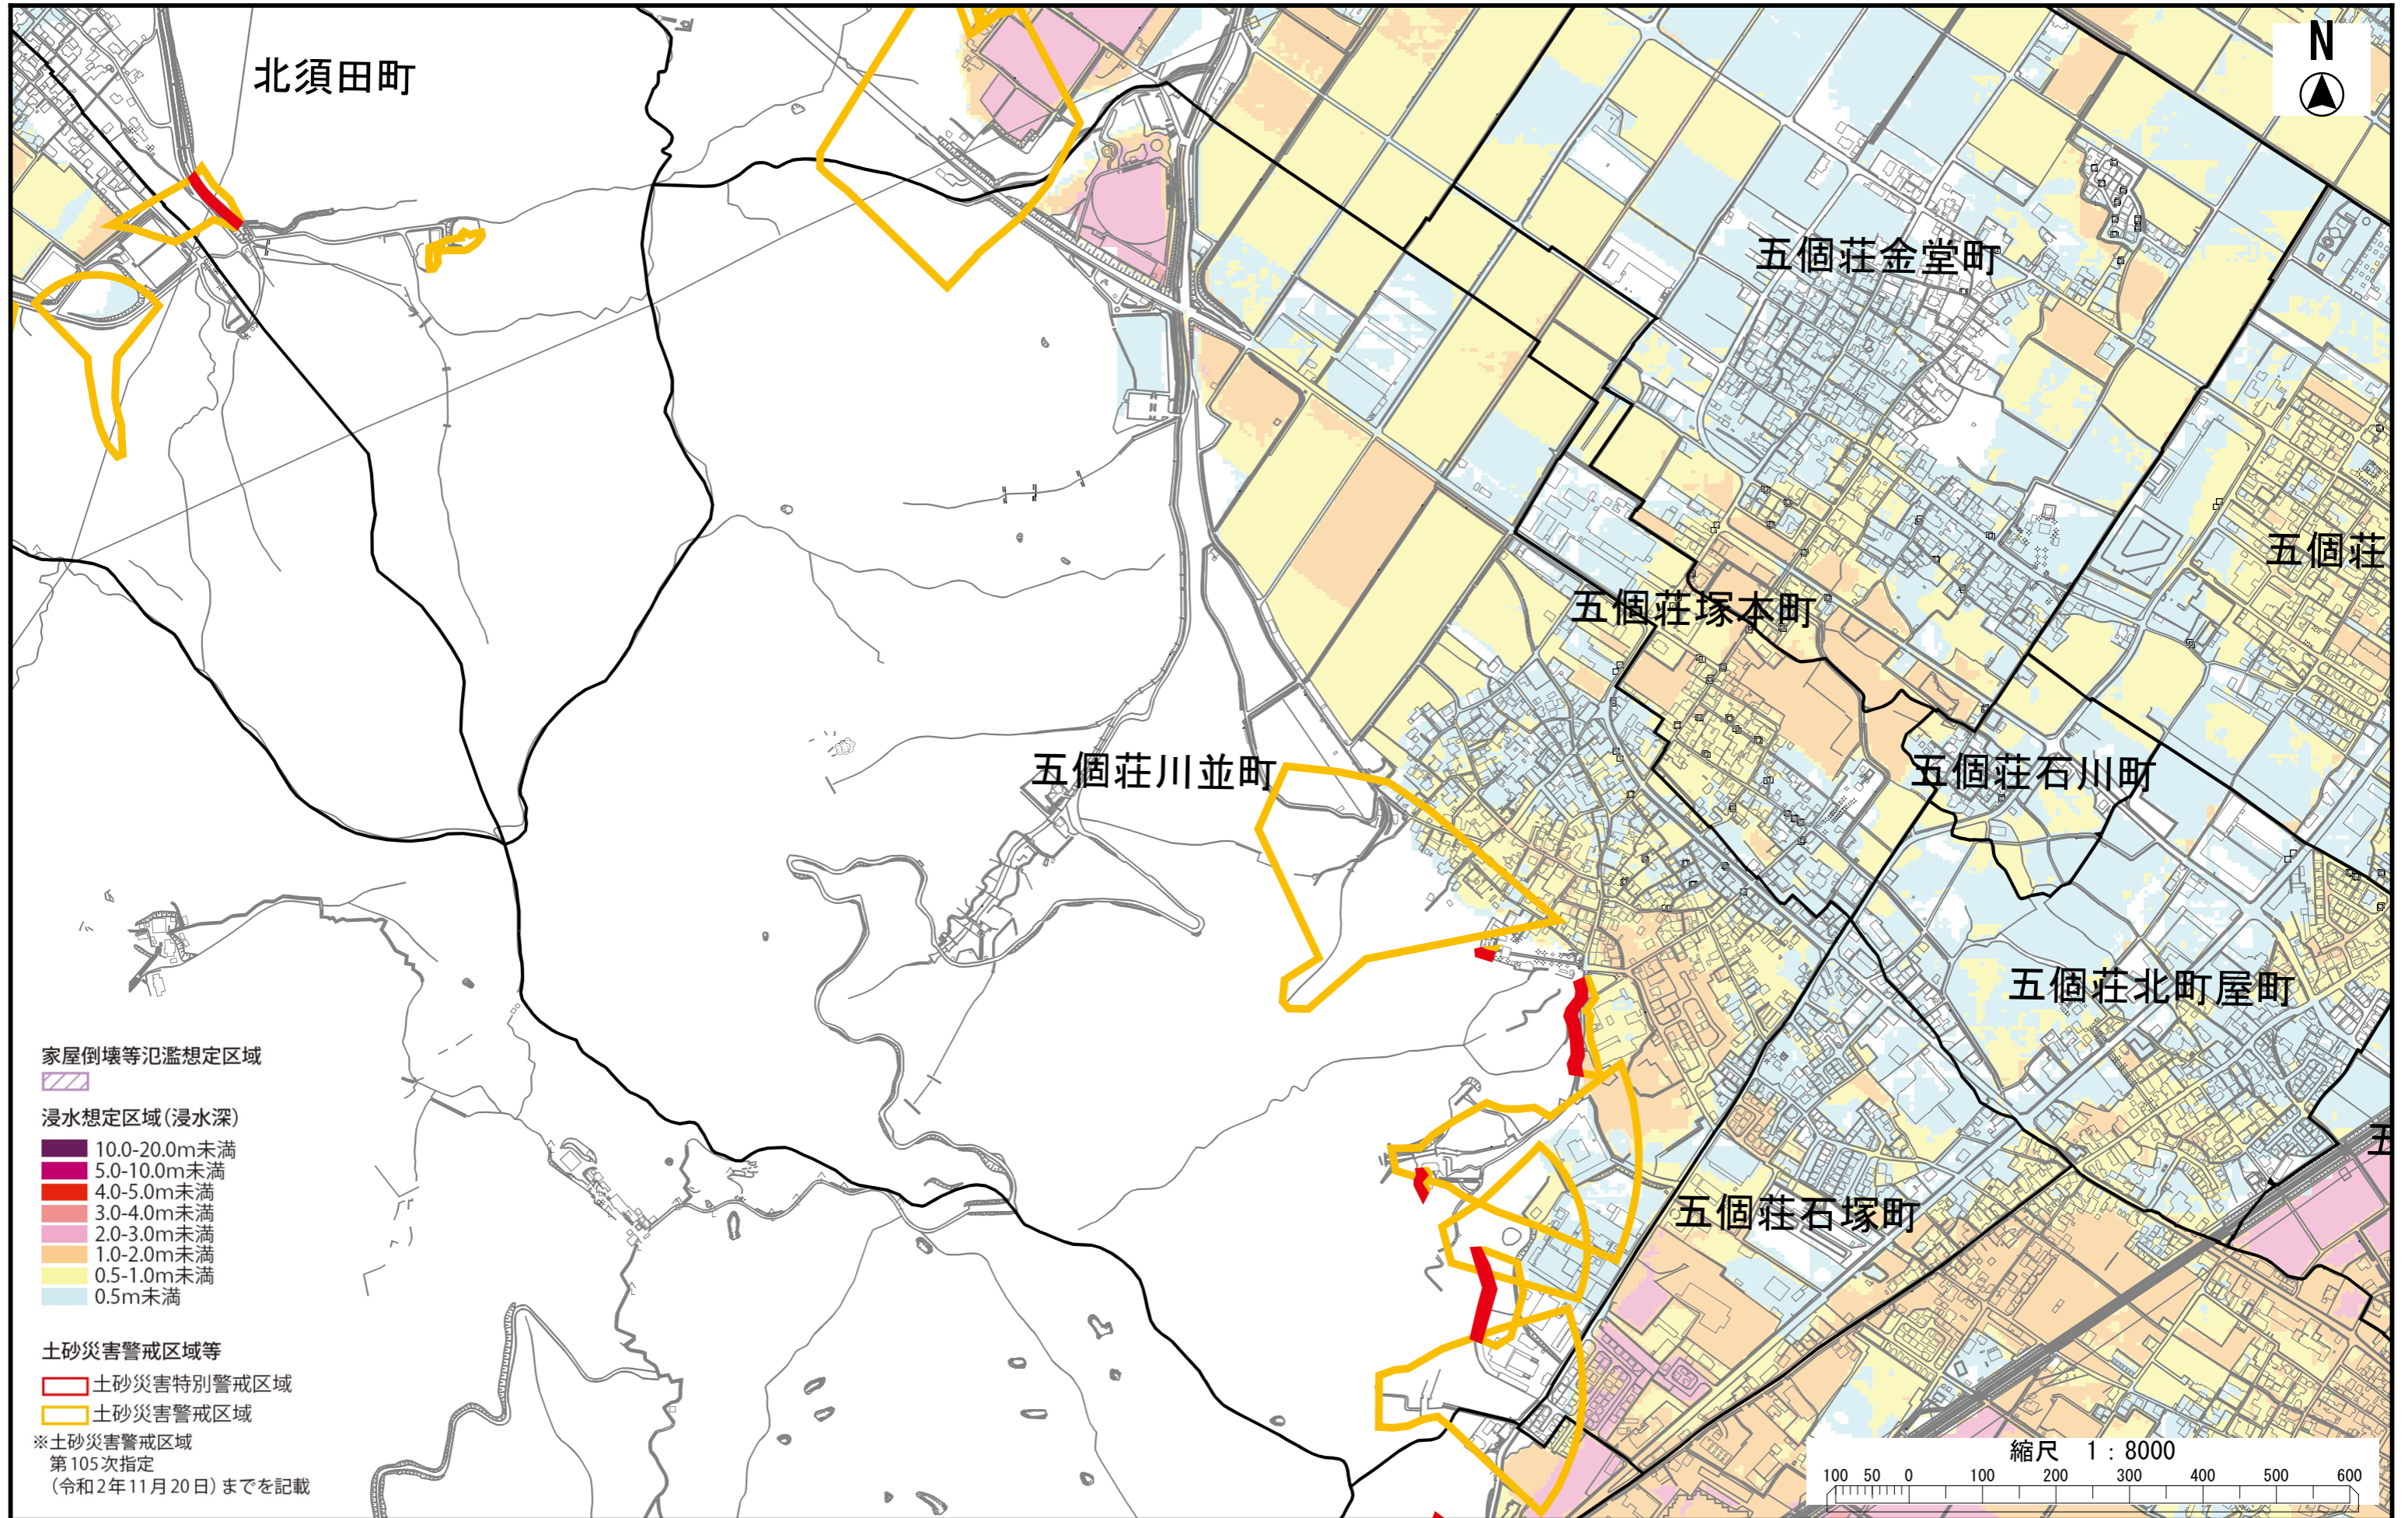 北須田町
N
五個荘金堂町
五個荘
五個荘塚本町
五個荘川並町
五個荘石川町
五個荘北町屋町
五
五個荘石塚町
家屋倒壊等氾濫想定区域
浸水想定区域(浸水深)
10.0-20.0m未満
5.0-10.0m未満
4.0-5.0m未満
3.0-4.0m未満
2.0-3.0m未満
1.0-2.0m未満
0.5-1.0m未満
0.5m未満
土砂災害警戒区域等
土砂災害特別警戒区域
土砂災害警戒区域
※土砂災害警戒区域
第105次指定
(令和2年11月20日)までを記載
縮尺 1:8000
100 50 0 100 200 300 400 500 600